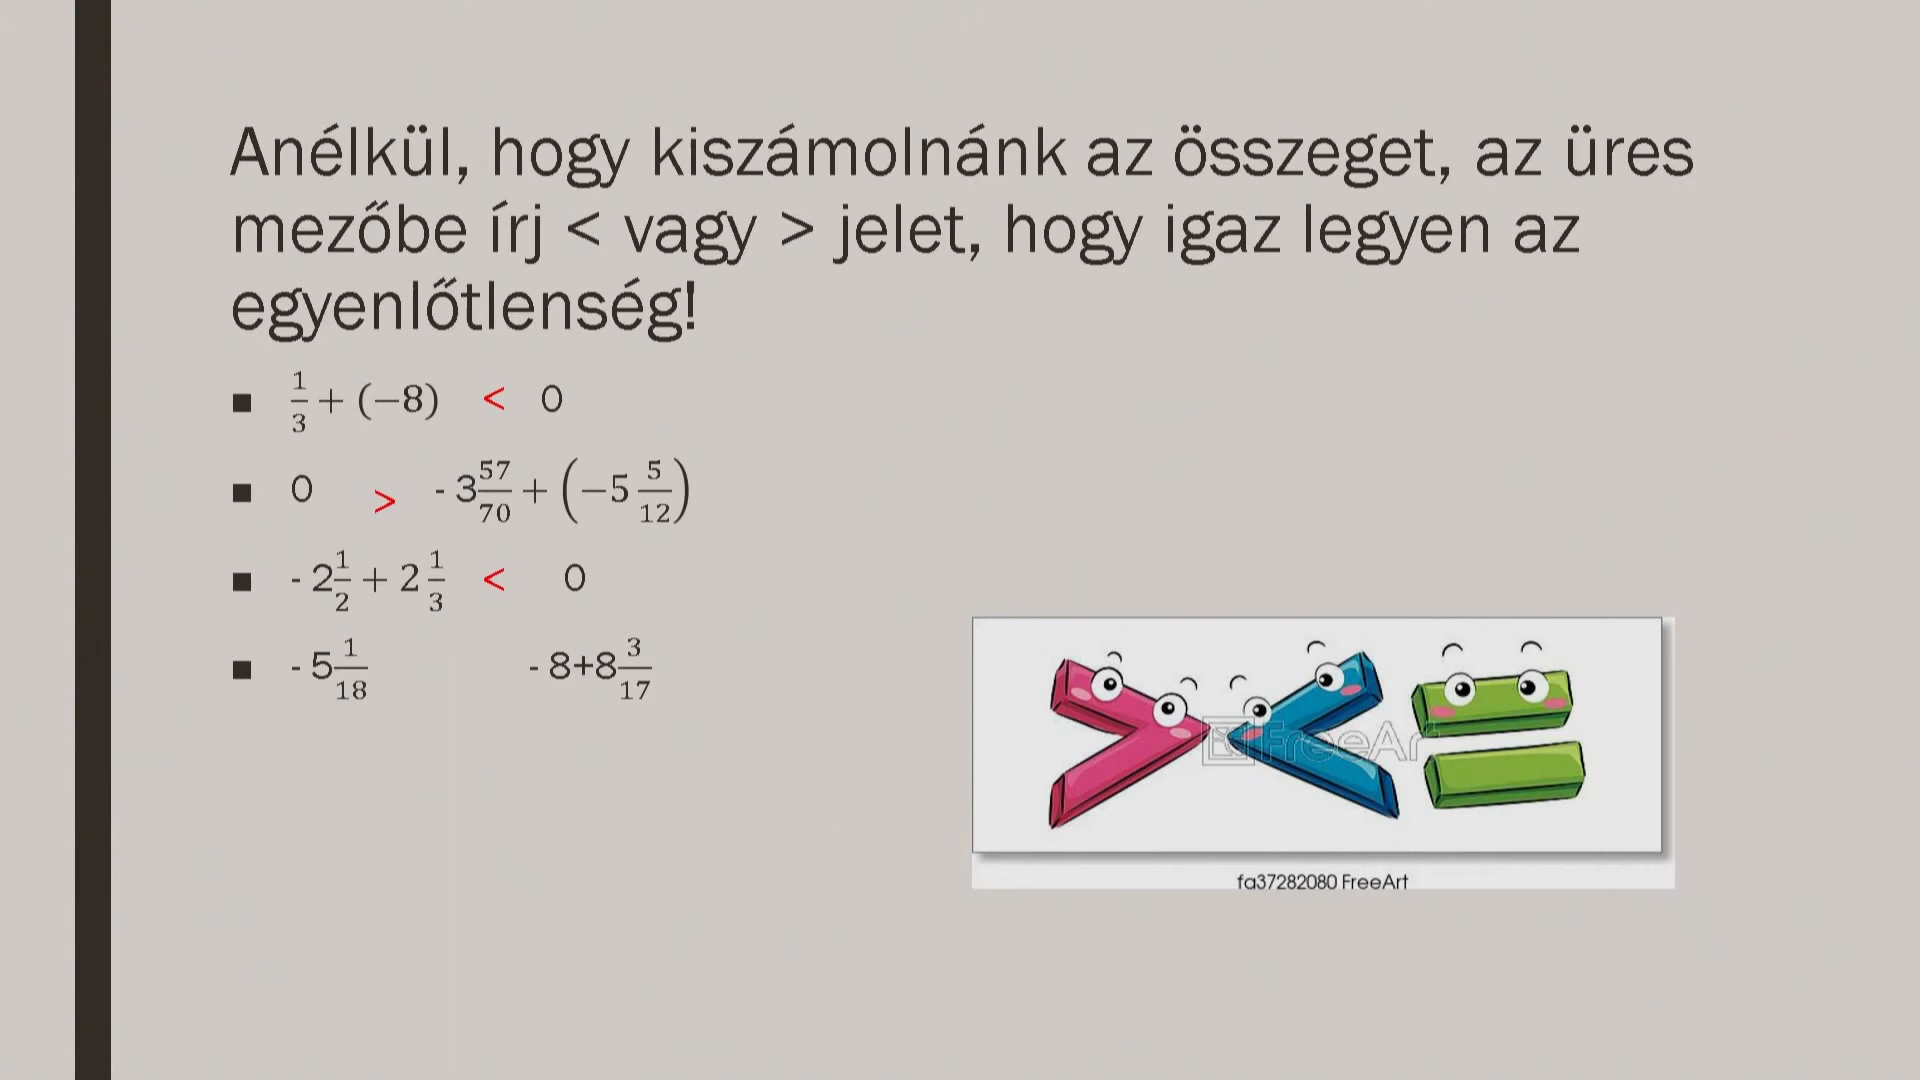 Anélkül, hogy kiszámolnánk az összeget, az üres
mezőbe írj < vagy > jelet, hogy igaz legyen az
egyenlőtlenség!
■ 1/3 + (−8) < 0
■ 0 > - 3 57/70 + (−5 5/12)
■ - 2 1/2 + 2 1/3 < 0
■ - 5 1/18 - 8+8 3/17
FreeArt
fa37282080 FreeArt